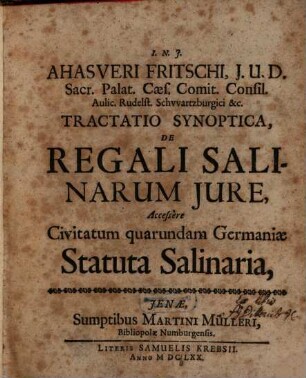 I. N. J.
AHASVERI FRITSCHI, J. U. D.
Sacr. Palat. Cæs. Comit. Consil.
Aulic. Rudelst. Schvvartzburgici &c.
TRACTATIO SYNOPTICA,
DE
REGALI SALI-
NARUM JURE,
Accessêre
Civitatum quarundam Germaniæ
Statuta Salinaria,
JENÆ,
Sumptibus MARTINI MÜLLERI,
Bibliopolæ Numburgensis.
LITERIS SAMUELIS KREBSII.
ANNO M DC LXX.